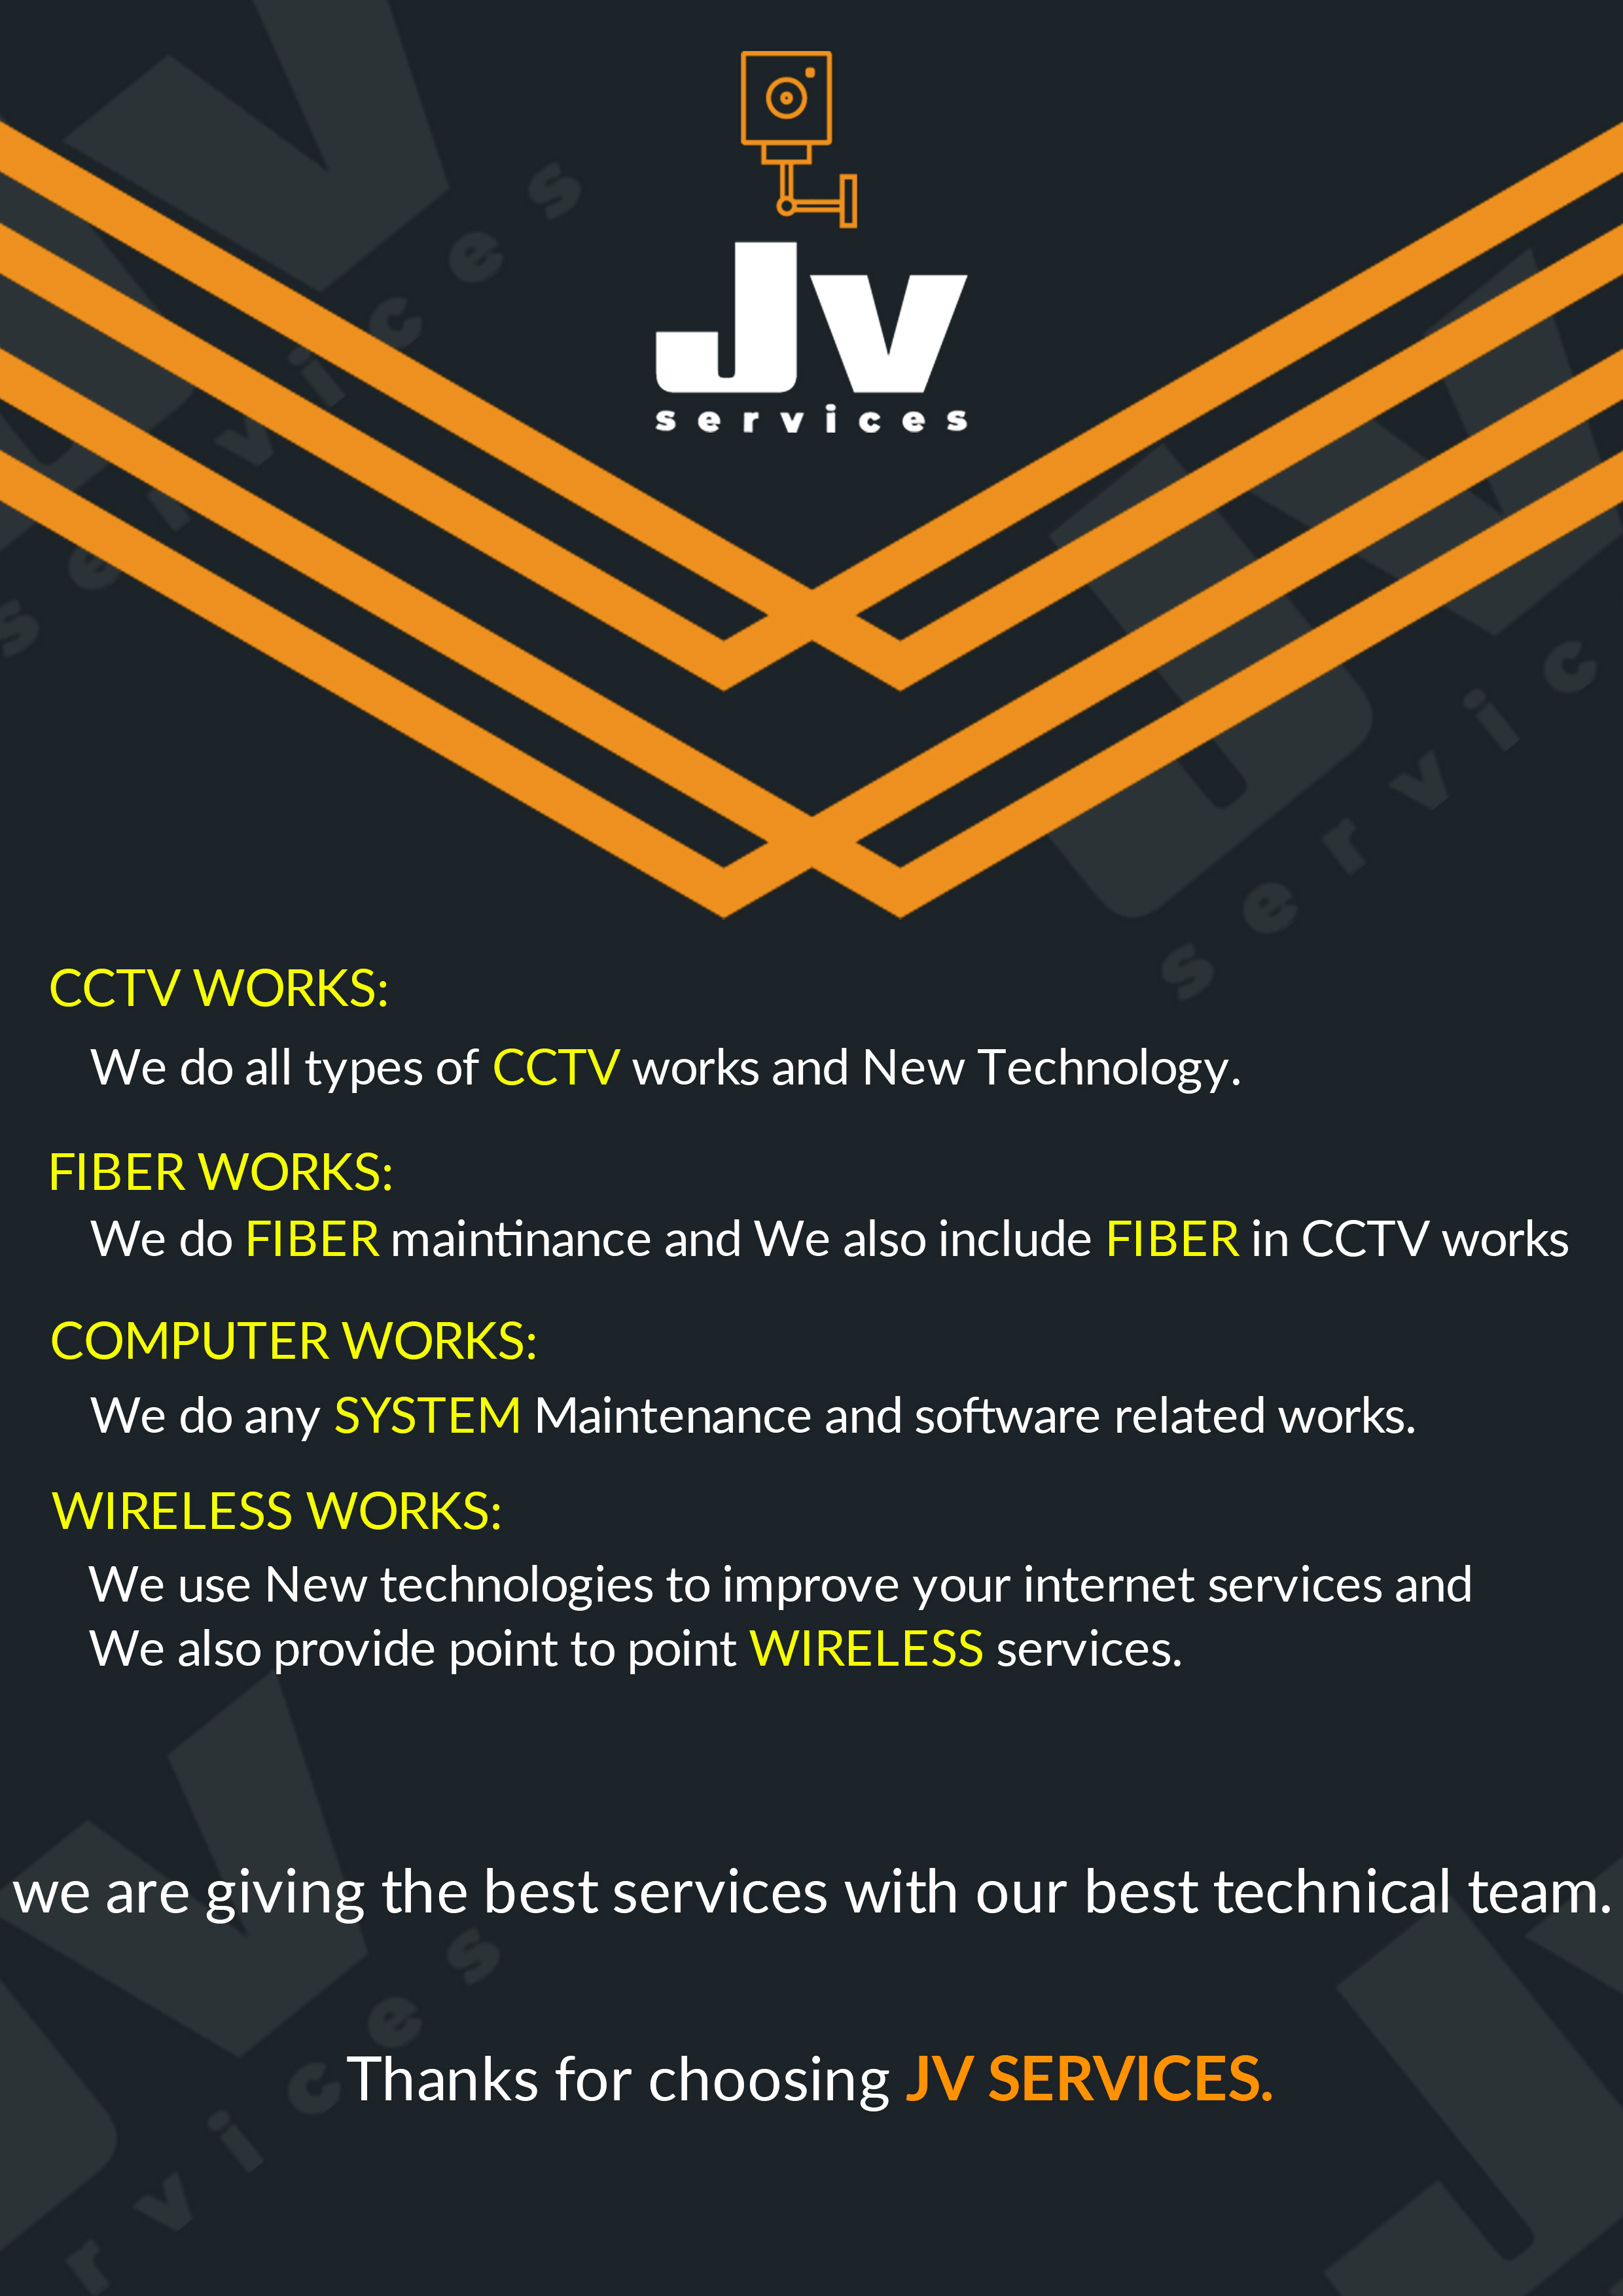 Jv
services
CCTV WORKS:
We do all types of CCTV works and New Technology.
FIBER WORKS:
We do FIBER maintinance and We also include FIBER in CCTV works
COMPUTER WORKS:
We do any SYSTEM Maintenance and software related works.
WIRELESS WORKS:
We use New technologies to improve your internet services and
We also provide point to point WIRELESS services.
we are giving the best services with our best technical team.
Thanks for choosing JV SERVICES.